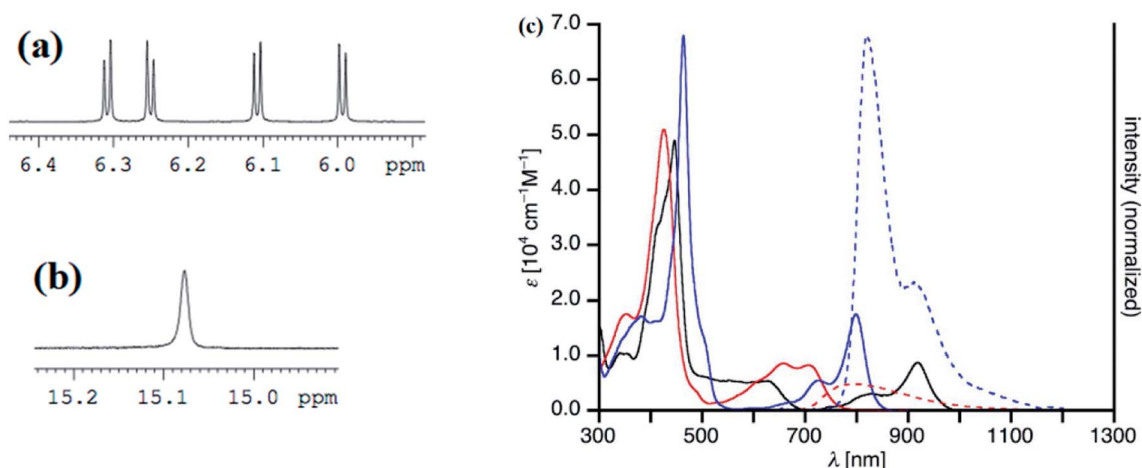 (a)
6.4 6.3 6.2 6.1 6.0 ppm
(b)
15.2 15.1 15.0 ppm
(c)
7.0
6.0
5.0
4.0
3.0
2.0
1.0
0.0
ε [10⁴ cm⁻¹M⁻¹]
intensity (normalized)
300 500 700 900 1100 1300
λ [nm]